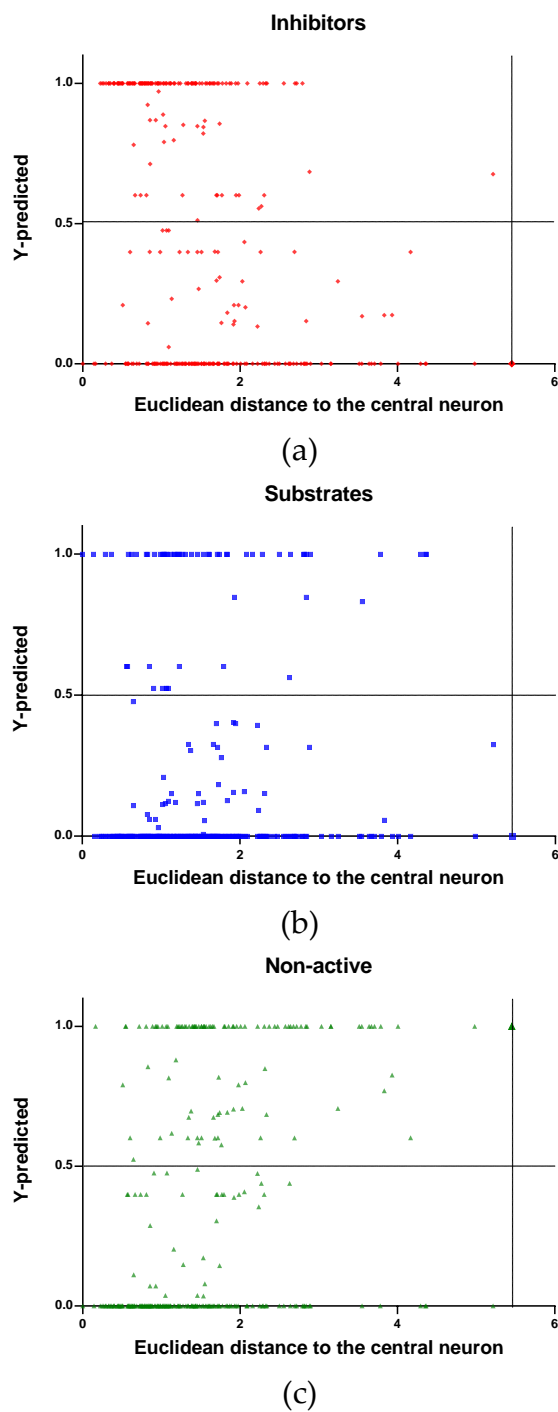 Inhibitors
Y-predicted
1.0
0.5
0.0
0 2 4 6
Euclidean distance to the central neuron
(a)
Substrates
Y-predicted
1.0
0.5
0.0
0 2 4 6
Euclidean distance to the central neuron
(b)
Non-active
Y-predicted
1.0
0.5
0.0
0 2 4 6
Euclidean distance to the central neuron
(c)